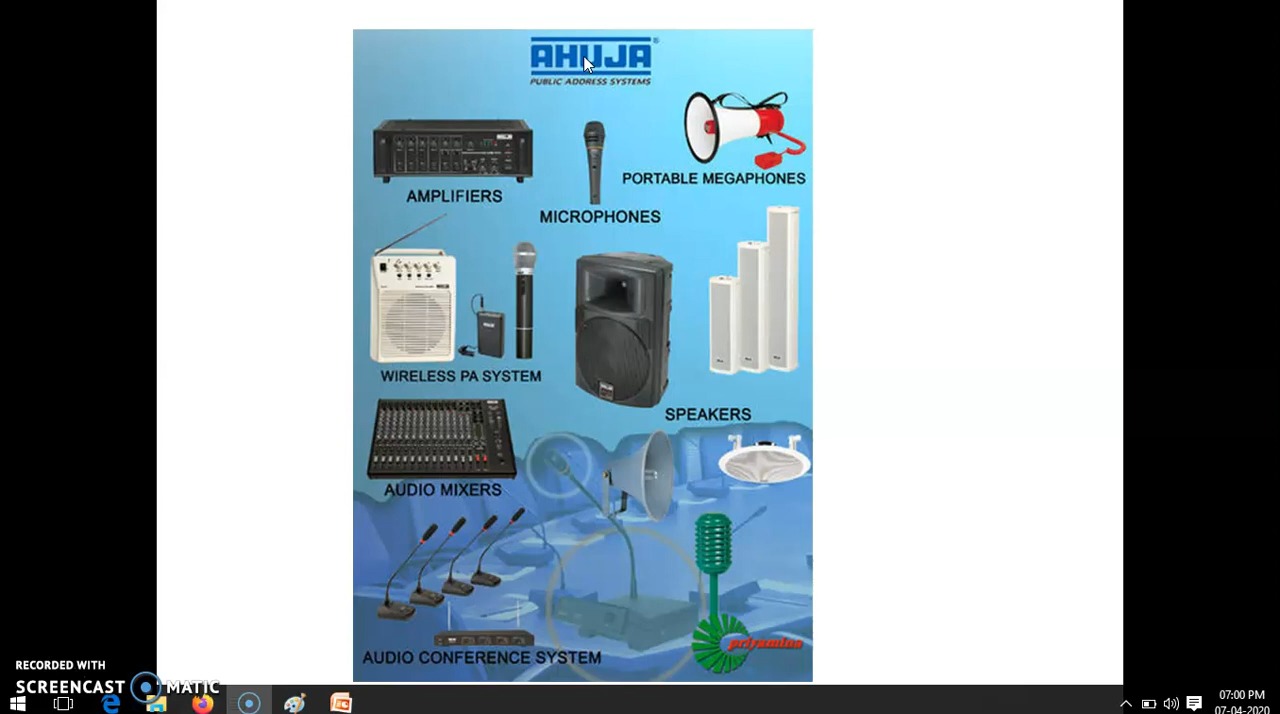 AHUJA
PUBLIC ADDRESS SYSTEMS
AMPLIFIERS
MICROPHONES
PORTABLE MEGAPHONES
WIRELESS PA SYSTEM
SPEAKERS
AUDIO MIXERS
AUDIO CONFERENCE SYSTEM
RECORDED WITH
SCREENCAST MATIC
07:00 PM
07-04-2020